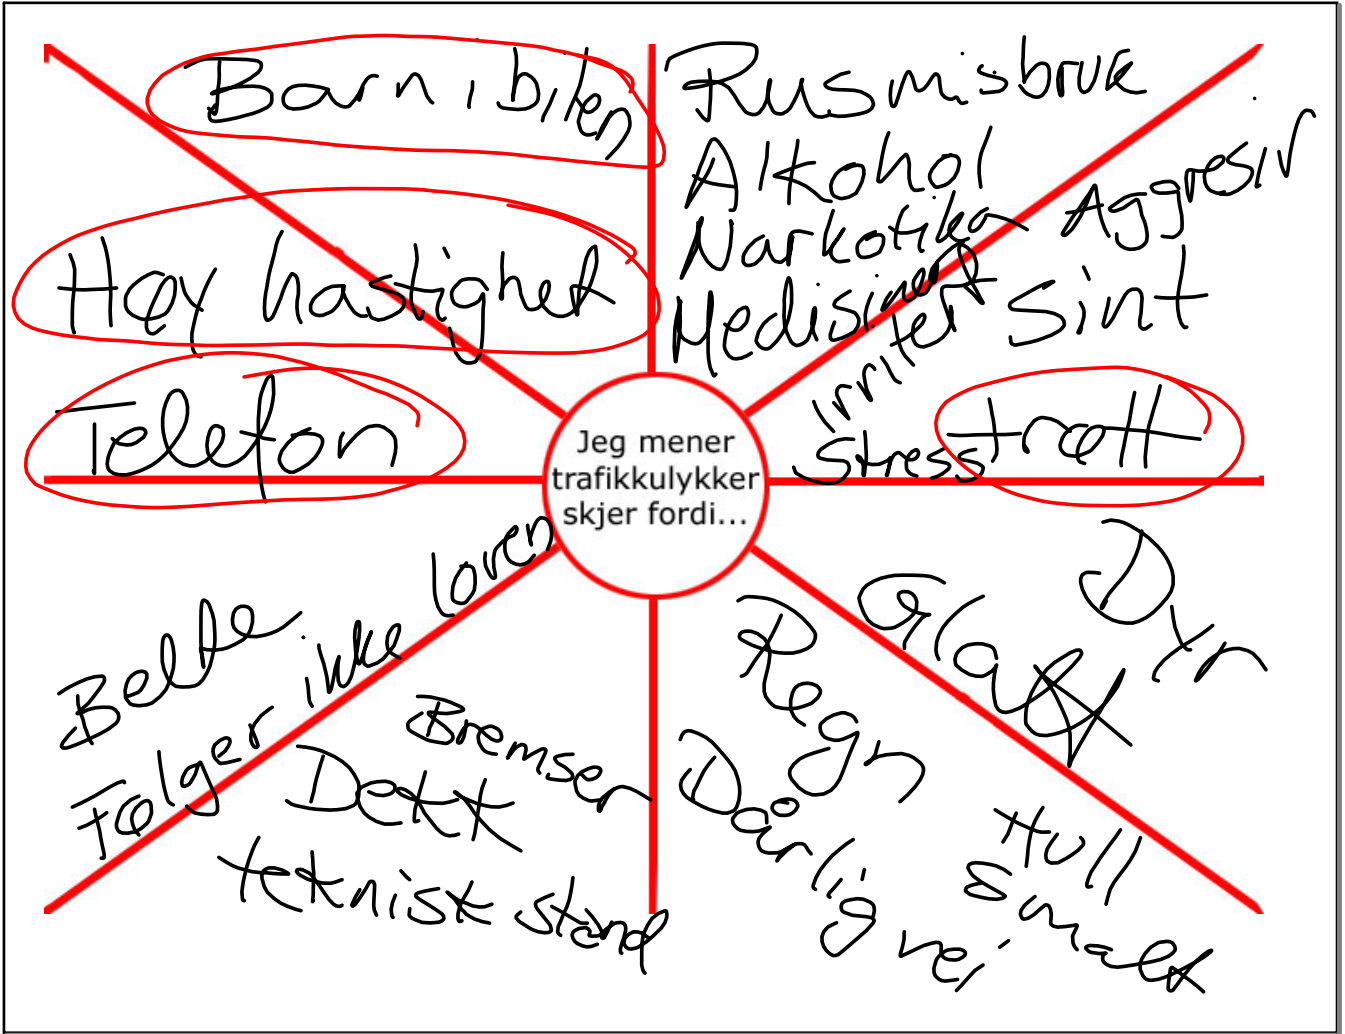 Barn i bilen
Høy hastighet
Telefon
Rusmisbruk
Alkohol
Narkotika
Medisiner
Aggresiv
Sint
irritert
Stress
trøtt
Jeg mener
trafikkulykker
skjer fordi...
Belte
Følger ikke loven
Bremser
Dekk
teknisk stand
Regn
Dårlig vei
Glatt
Dyr
Hull
Smalt